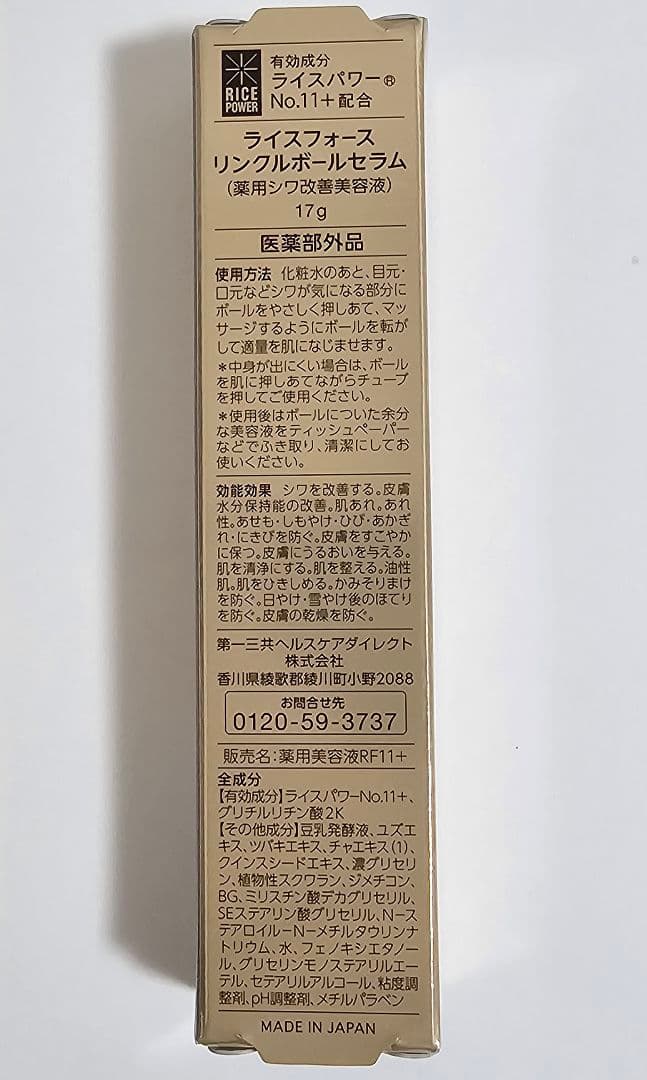 RICE
POWER
有効成分
ライスパワー®
No.11+配合
ライスフォース
リンクルボールセラム
(薬用シワ改善美容液)
17g
医薬部外品
使用方法 化粧水のあと、目元・
口元などシワが気になる部分に
ボールをやさしく押しあて、マッ
サージするようにボールを転が
して適量を肌になじませます。
*中身が出にくい場合は、ボール
を肌に押しあてながらチューブ
を押してご使用ください。
*使用後はボールについた余分
な美容液をティッシュペーパー
などでふき取り、清潔にしてお
使いください。
効能効果 シワを改善する。皮膚
水分保持能の改善。肌あれ。あれ
性。あせも・しもやけ・ひび・あかぎ
れ・にきびを防ぐ。皮膚をすこやか
に保つ。皮膚にうるおいを与える。
肌を清浄にする。肌を整える。油性
肌。肌をひきしめる。かみそりまけ
を防ぐ。日やけ・雪やけ後のほてり
を防ぐ。皮膚の乾燥を防ぐ。
第一三共ヘルスケアダイレクト
株式会社
香川県綾歌郡綾川町小野2088
お問合せ先
0120-59-3737
販売名:薬用美容液RF11+
全成分
【有効成分】ライスパワーNo.11+、
グリチルリチン酸2K
【その他成分】豆乳発酵液、ユズエ
キス、ツバキエキス、チャエキス(1)、
クインスシードエキス、濃グリセリ
ン、植物性スクワラン、ジメチコン、
BG、ミリスチン酸デカグリセリル、
SEステアリン酸グリセリル、N-ス
テアロイル-N-メチルタウリンナ
トリウム、水、フェノキシエタノー
ル、グリセリンモノステアリルエー
テル、セテアリルアルコール、粘度調
整剤、pH調整剤、メチルパラベン
MADE IN JAPAN